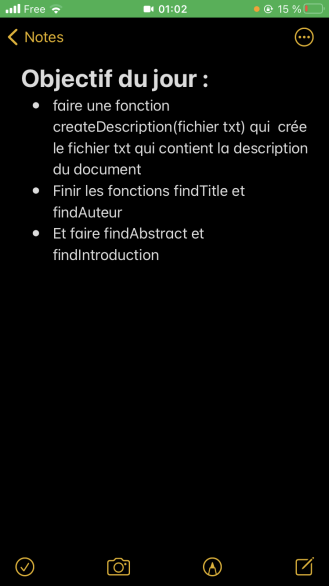 Free 01:02 15 %
Notes
Objectif du jour :
• faire une fonction
createDescription(fichier txt) qui  crée
le fichier txt qui contient la description
du document
• Finir les fonctions findTitle et
findAuteur
• Et faire findAbstract et
findIntroduction